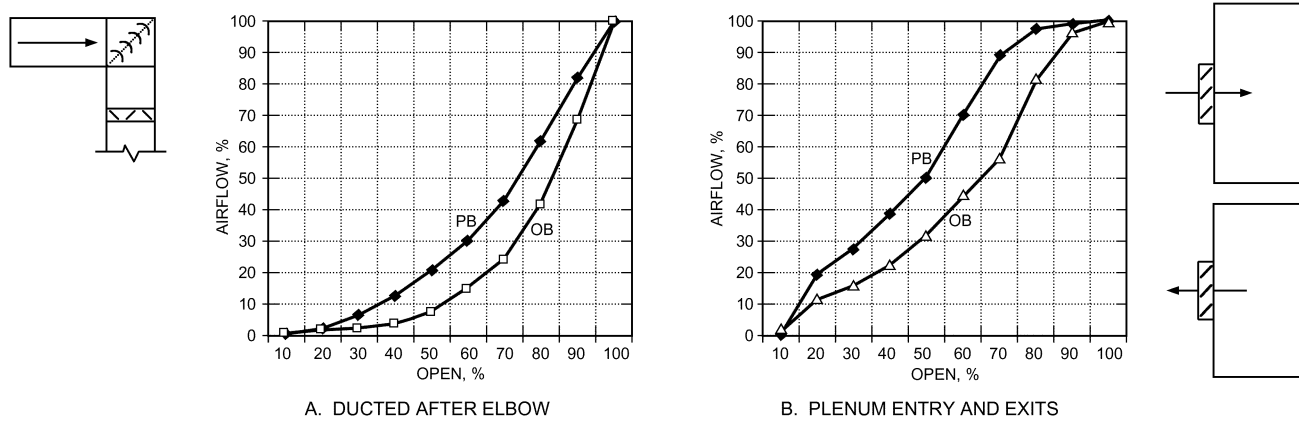 100
90
80
70
60
50
40
30
20
10
0
AIRFLOW, %
PB
OB
10 20 30 40 50 60 70 80 90 100
OPEN, %
A. DUCTED AFTER ELBOW
100
90
80
70
60
50
40
30
20
10
0
AIRFLOW, %
PB
OB
10 20 30 40 50 60 70 80 90 100
OPEN, %
B. PLENUM ENTRY AND EXITS